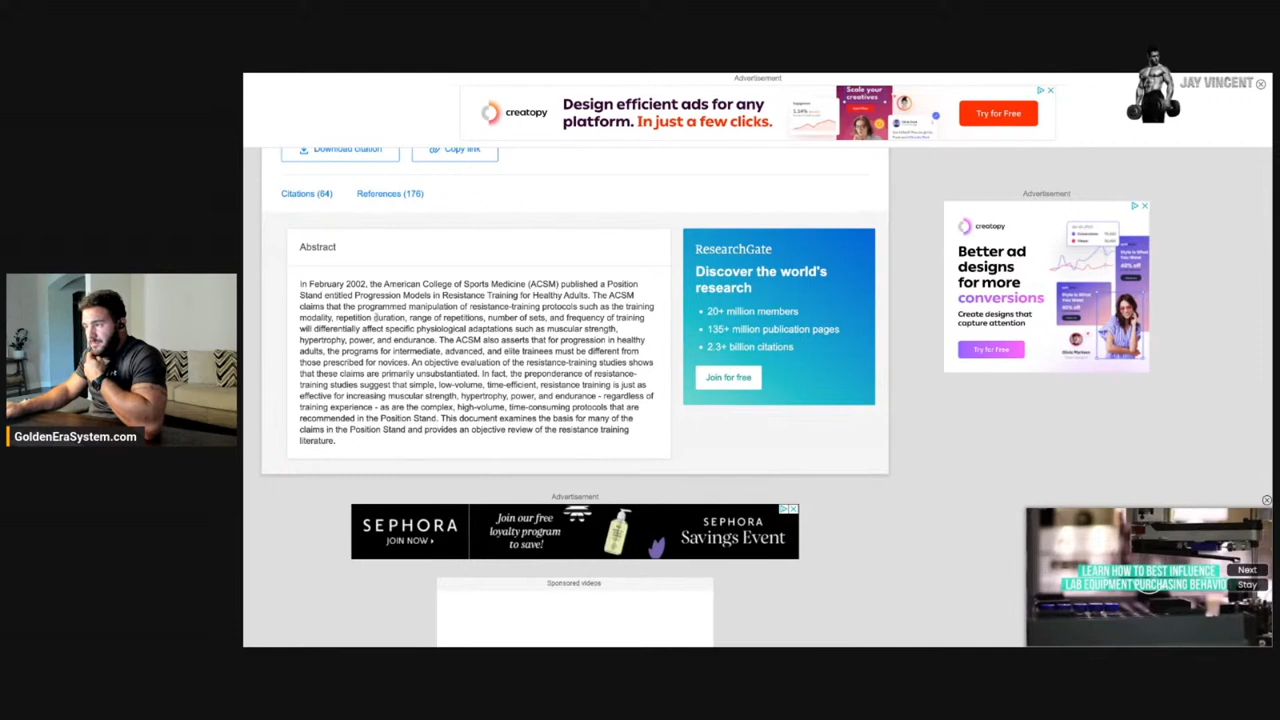 JAY VINCENT
Advertisement
creatopy
Design efficient ads for any
platform. In just a few clicks.
Scale your
creatives
Try for Free
Download citation
Copy link
Citations (64)
References (176)
Abstract
In February 2002, the American College of Sports Medicine (ACSM) published a Position
Stand entitled Progression Models in Resistance Training for Healthy Adults. The ACSM
claims that the programmed manipulation of resistance-training protocols such as the training
modality, repetition duration, range of repetitions, number of sets, and frequency of training
will differentially affect specific physiological adaptations such as muscular strength,
hypertrophy, power, and endurance. The ACSM also asserts that for progression in healthy
adults, the programs for intermediate, advanced, and elite trainees must be different from
those prescribed for novices. An objective evaluation of the resistance-training studies shows
that these claims are primarily unsubstantiated. In fact, the preponderance of resistance-
training studies suggest that simple, low-volume, time-efficient, resistance training is just as
effective for increasing muscular strength, hypertrophy, power, and endurance - regardless of
training experience - as are the complex, high-volume, time-consuming protocols that are
recommended in the Position Stand. This document examines the basis for many of the
claims in the Position Stand and provides an objective review of the resistance training
literature.
ResearchGate
Discover the world's
research
• 20+ million members
• 135+ million publication pages
• 2.3+ billion citations
Join for free
Advertisement
creatopy
Better ad
designs
for more
conversions
Create designs that
capture attention
Try for Free
GoldenEraSystem.com
Advertisement
SEPHORA
JOIN NOW
Join our free
loyalty program
to save!
SEPHORA
Savings Event
Sponsored videos
LEARN HOW TO BEST INFLUENCE
LAB EQUIPMENT PURCHASING BEHAVIO
Next
Stay